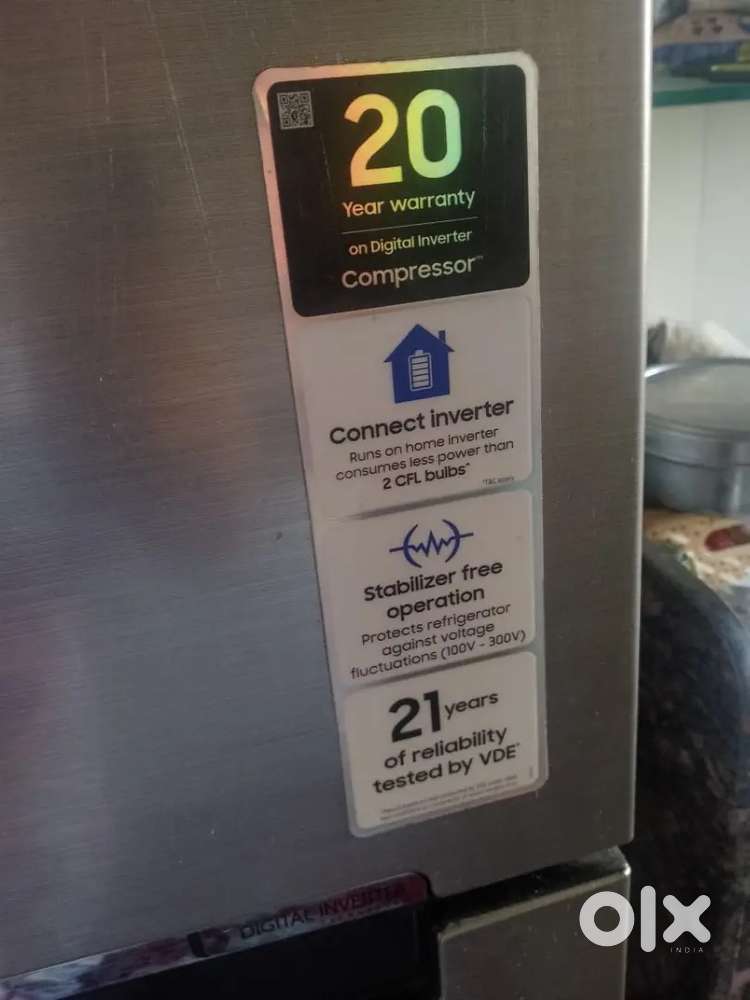 20
Year warranty
on Digital Inverter
Compressor™
Connect inverter
Runs on home inverter
consumes less power than
2 CFL bulbs*
*T&C apply
Stabilizer free
operation
Protects refrigerator
against voltage
fluctuations (100V - 300V)
21 years
of reliability
tested by VDE*
DIGITAL INVERTER
olx
INDIA